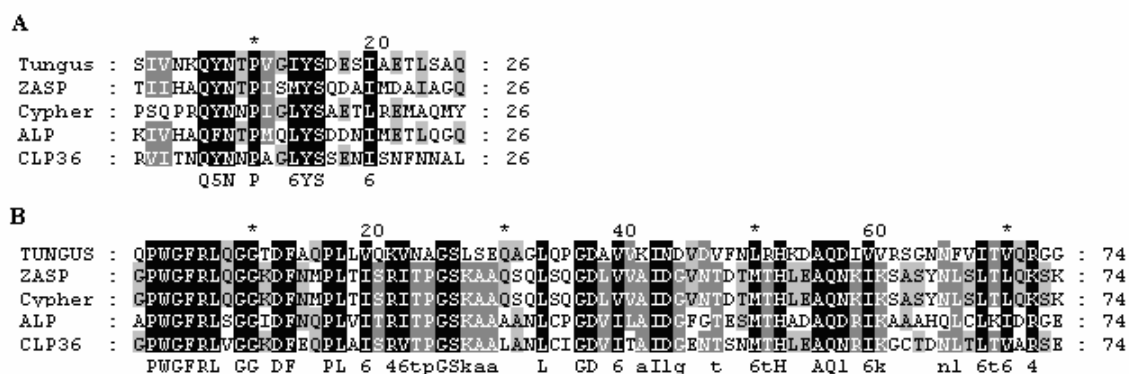 A
* 20
Tungus : SIVNKQYNTPVGIYSDESIAETLSAQ : 26
ZASP : TIIHAQYNTPISMYSQDAIMDAIAGQ : 26
Cypher : PSQPRQYNNPIGLYSAETLREMAQMY : 26
ALP : KIVHAQFNTPMQLYSDDNIMETLQGQ : 26
CLP36 : RVITNQYNNPAGLYSSENISNFNNAL : 26
Q5N P 6YS 6
B
* 20 * 40 * 60 *
TUNGUS : QPWGFRLQGGTDFAQPLLVQKVNAGSLSEQAGLQPGDAVVKINDVDVFNLRHKDAQDIVVRSGNNFVITVQRGG : 74
ZASP : GPWGFRLQGGKDFNMPLTISRITPGSKAAQSQLSQGDLVVAIDGVNTDTMTHLEAQNKIKSASYNLSLTLQKSK : 74
Cypher : GPWGFRLQGGKDFNMPLTISRITPGSKAAQSQLSQGDLVVAIDGVNTDTMTHLEAQNKIKSASYNLSLTLQKSK : 74
ALP : APWGFRLSGGIDFNQPLVITRITPGSKAAAANLCPGDVILAIDGFGTESMTHADAQDRIKAAAHQLCLKIDRGE : 74
CLP36 : GPWGFRLVGGKDFEQPLAISRVTPGSKAALANLCIGDVITAIDGENTSNMTHLEAQNRIKGCTDNLTLTVARSE : 74
PWGFRL GG DF PL 6 46tpGSkaa L GD 6 aIlg t 6tH AQl 6k nl 6t6 4